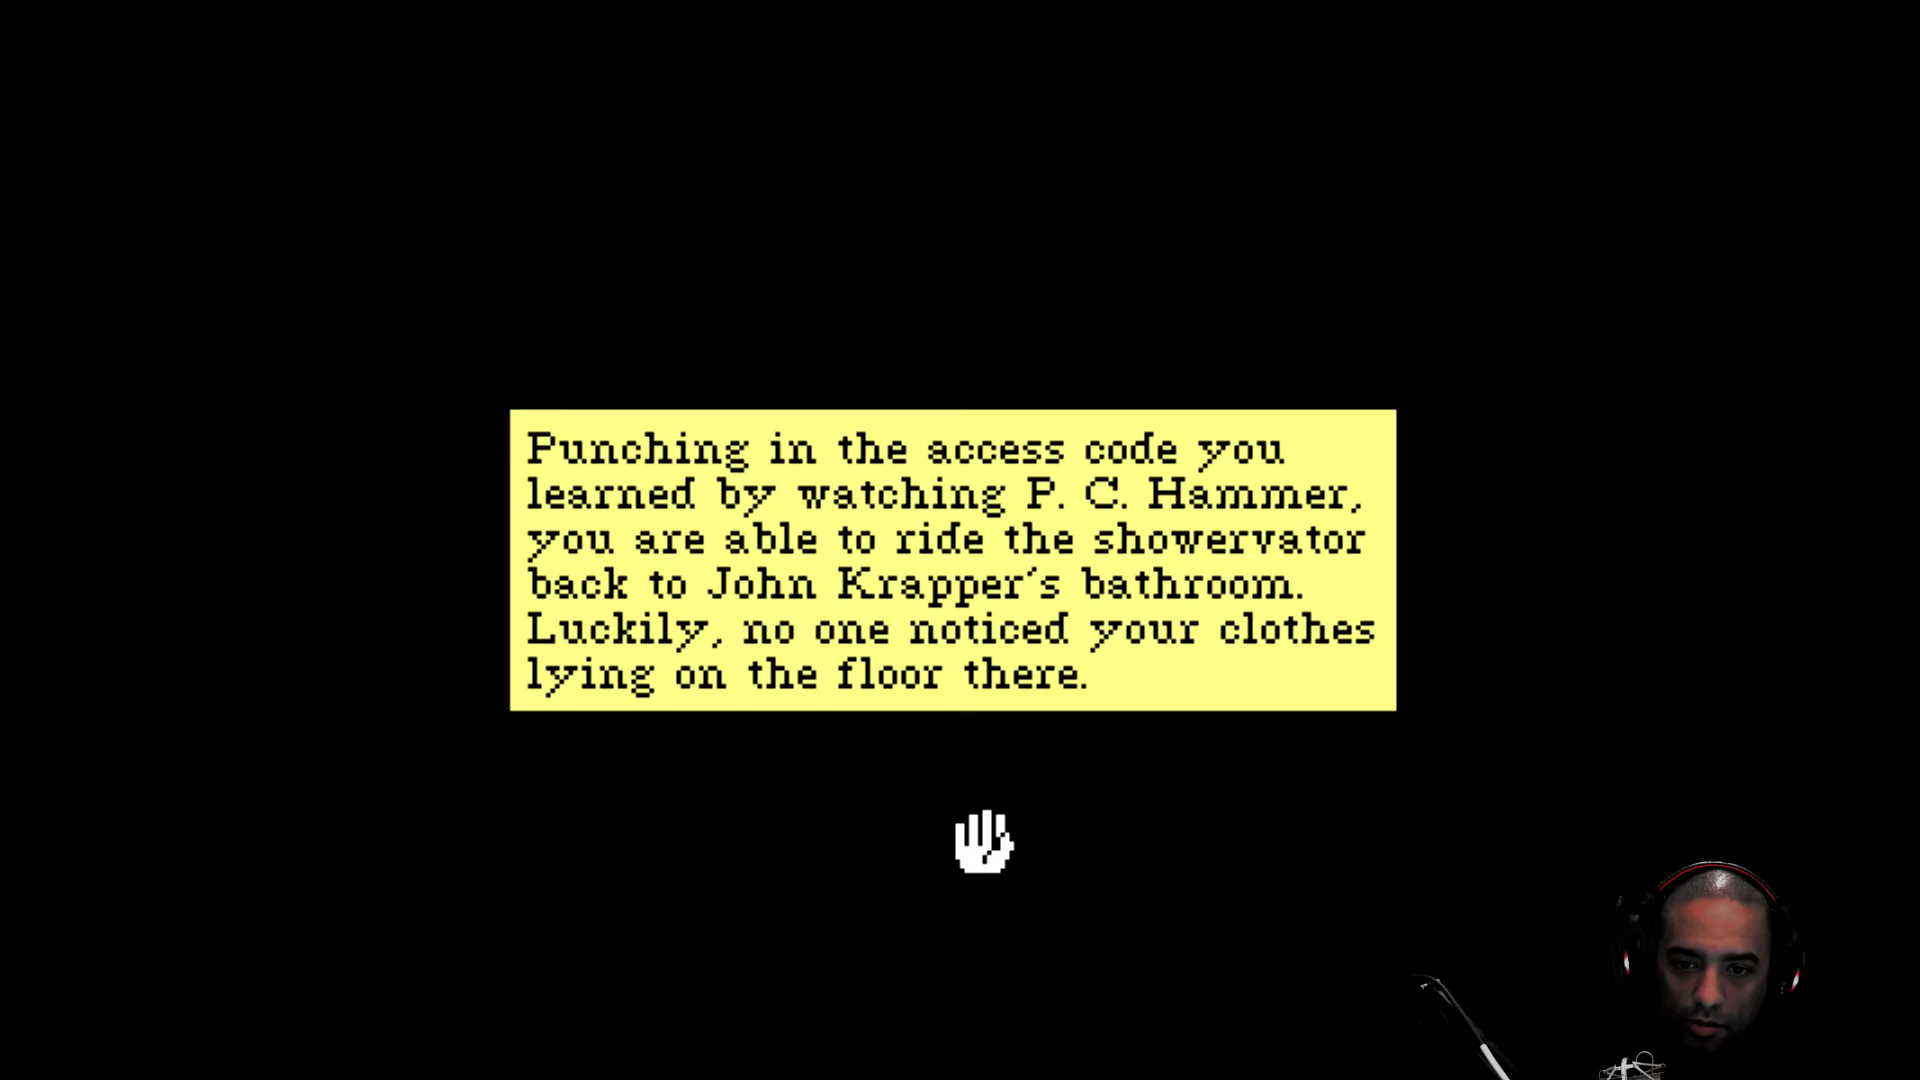 Punching in the access code you
learned by watching P. C. Hammer,
you are able to ride the showervator
back to John Krapper's bathroom.
Luckily, no one noticed your clothes
lying on the floor there.